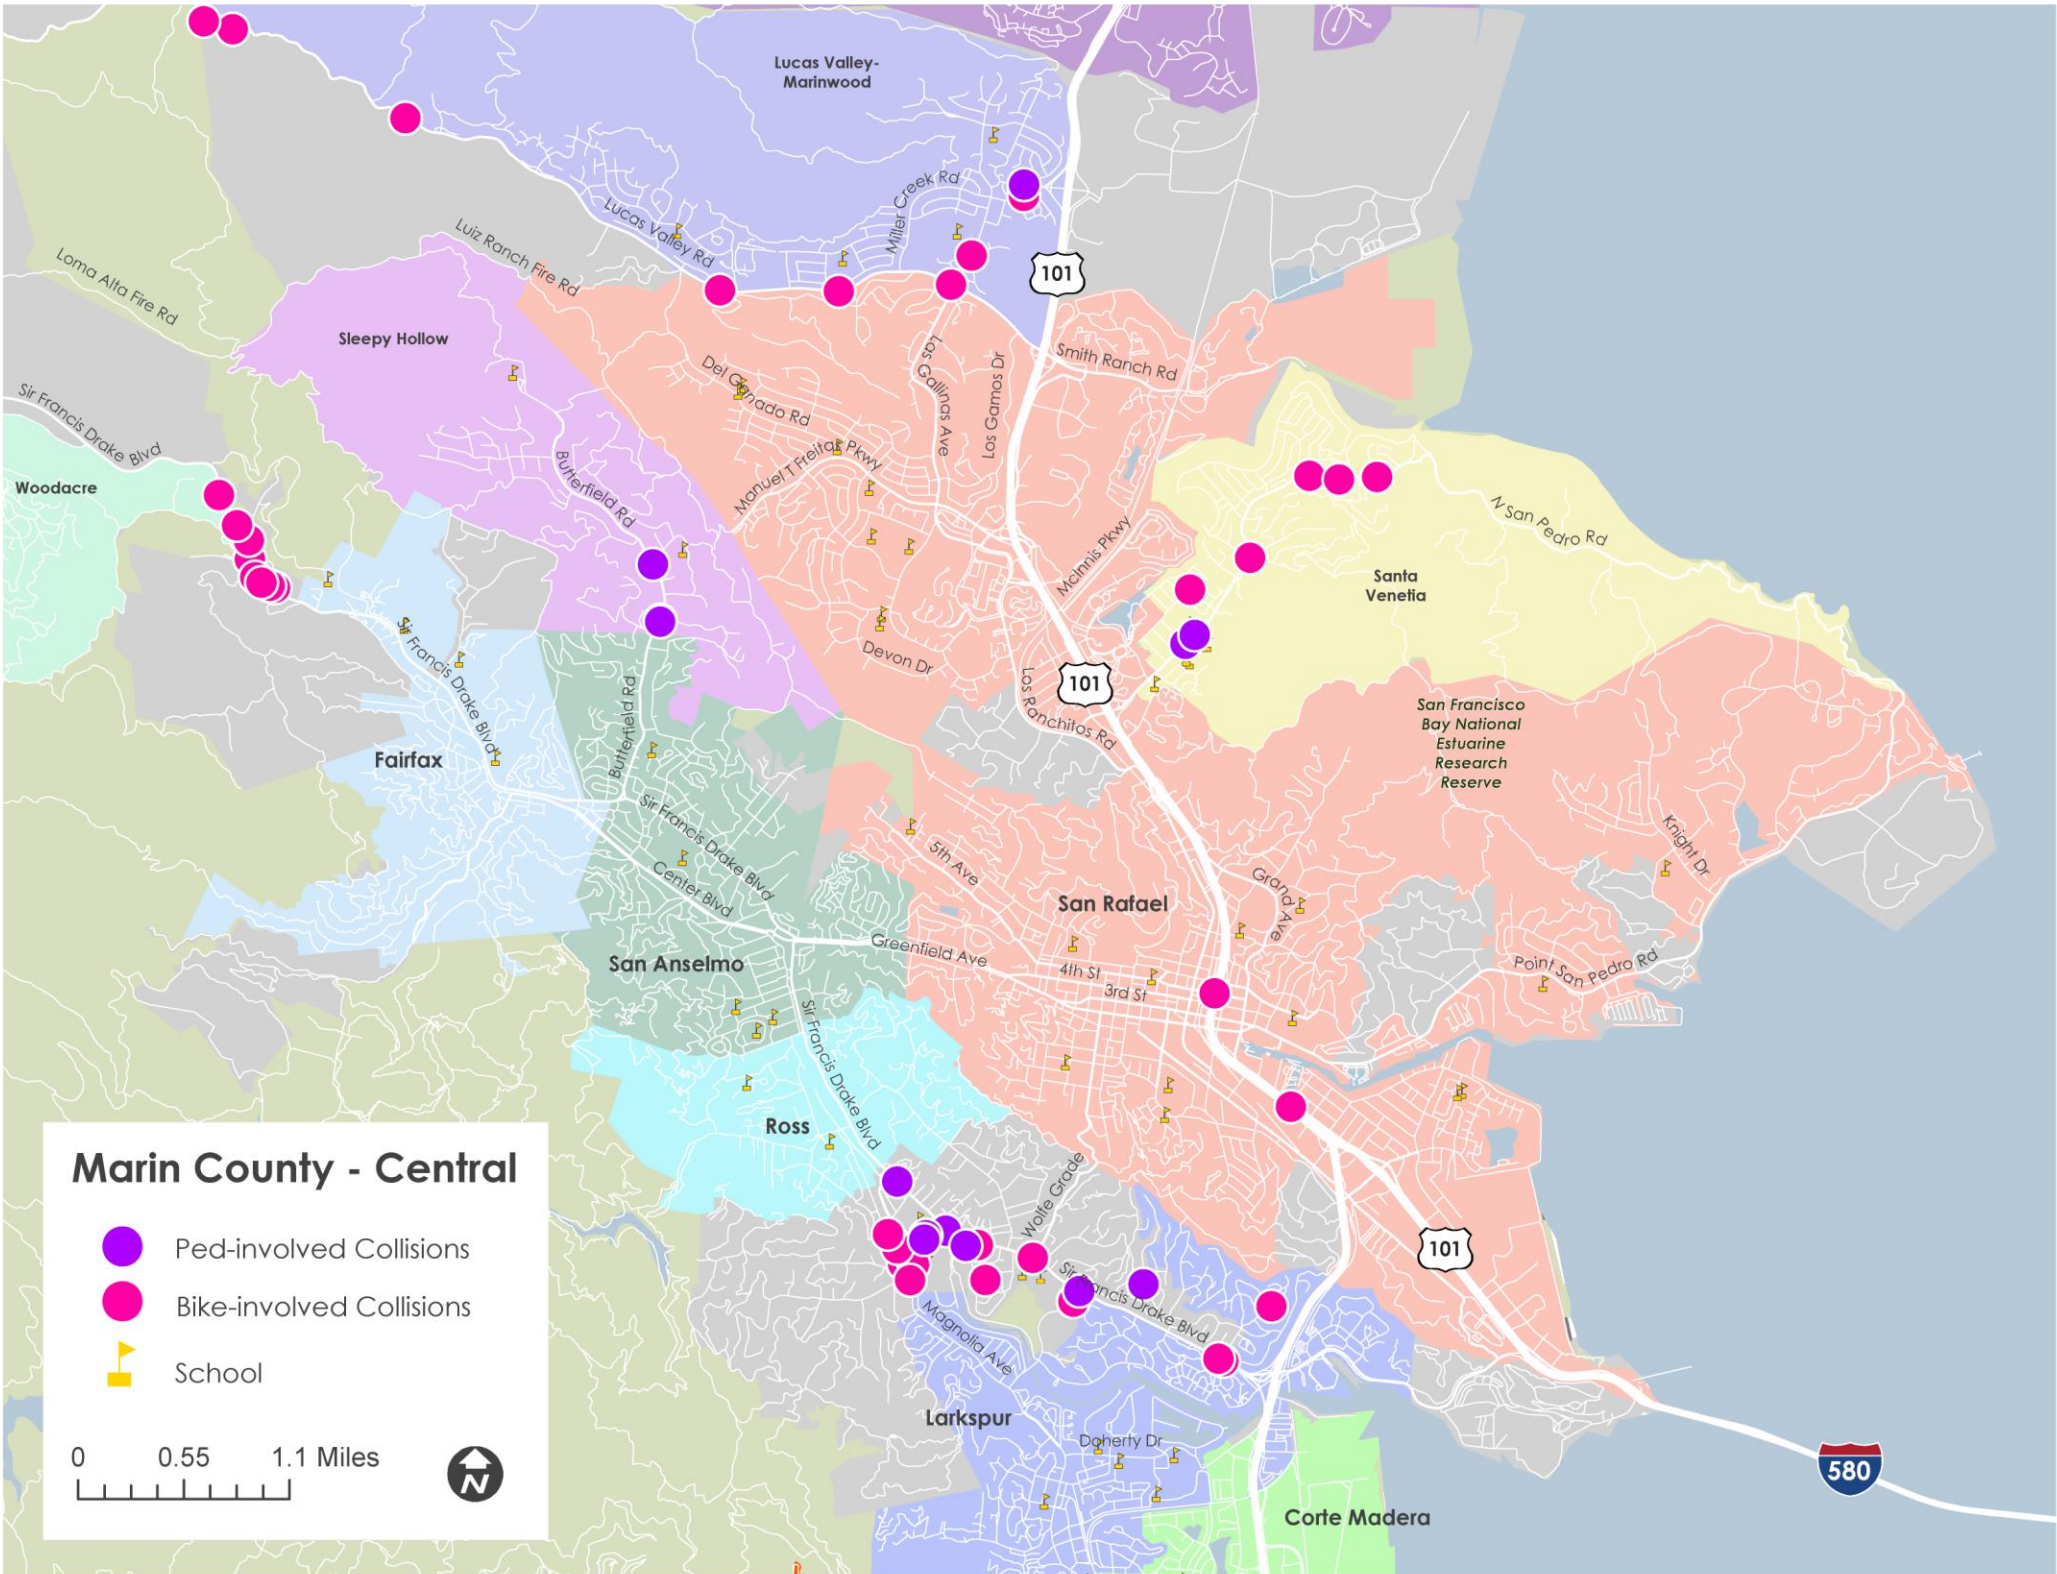 Lucas Valley-
Marinwood
Miller Creek Rd
Lucas Valley Rd
Luiz Ranch Fire Rd
Loma Alta Fire Rd
101
Sleepy Hollow
Smith Ranch Rd
Las Gallinas Ave
Los Gamos Dr
Del Ganado Rd
Sir Francis Drake Blvd
Manuel T Freitas Pkwy
Woodacre
Butterfield Rd
N San Pedro Rd
McInnis Pkwy
Santa
Venetia
Sir Francis Drake Blvd
Devon Dr
101
Los Ranchitos Rd
San Francisco
Bay National
Estuarine
Research
Reserve
Butterfield Rd
Fairfax
Sir Francis Drake Blvd
Knight Dr
5th Ave
Center Blvd
Grand Ave
San Rafael
Greenfield Ave
San Anselmo
4th St
3rd St
Point San Pedro Rd
Sir Francis Drake Blvd
Ross
Wolfe Grade
101
Sir Francis Drake Blvd
Magnolia Ave
Larkspur
Doherty Dr
580
Corte Madera
Marin County - Central
Ped-involved Collisions
Bike-involved Collisions
School
0 0.55 1.1 Miles
N